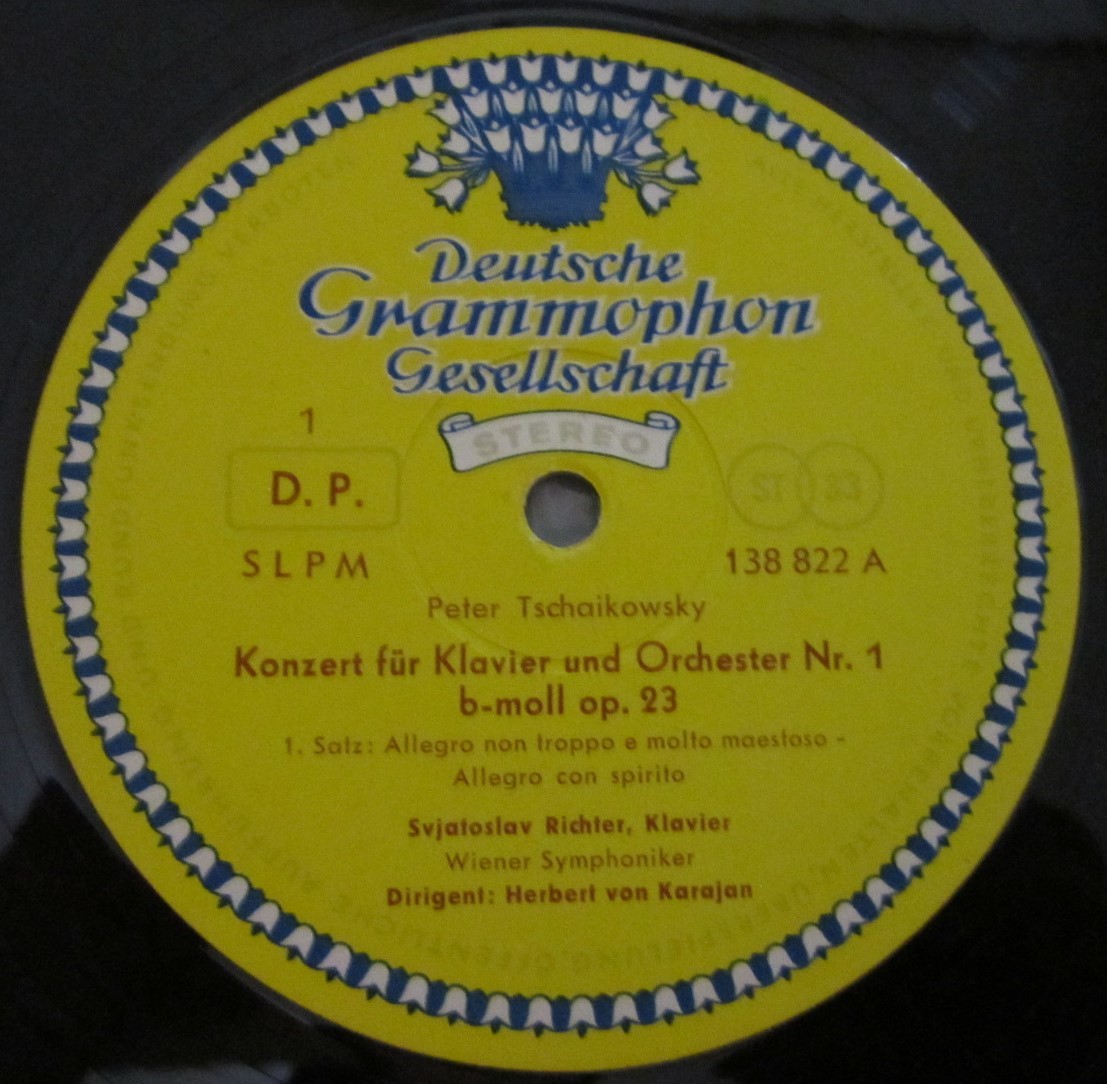 Deutsche
Grammophon
Gesellschaft
STEREO
1
D. P.
ST 33
SLPM
138 822 A
Peter Tschaikowsky
Konzert für Klavier und Orchester Nr. 1
b-moll op. 23
1. Satz: Allegro non troppo e molto maestoso -
Allegro con spirito
Svjatoslav Richter, Klavier
Wiener Symphoniker
Dirigent: Herbert von Karajan